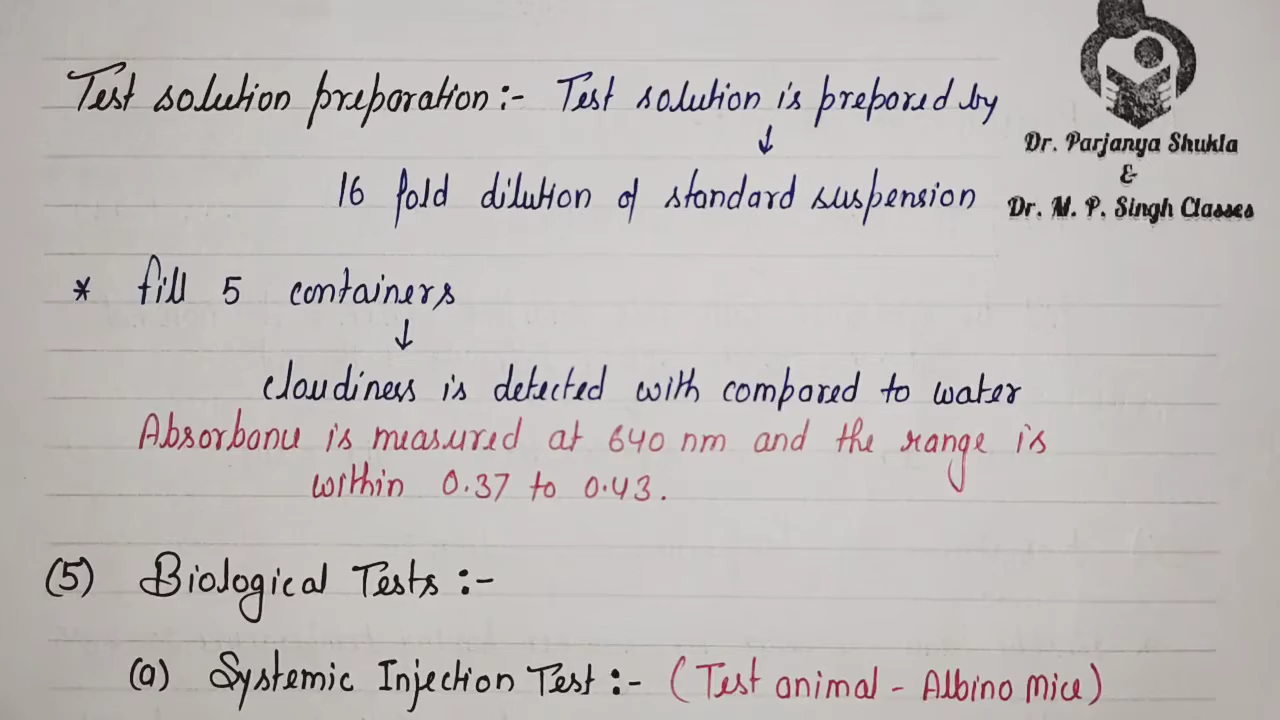 Test solution preparation :- Test solution is prepared by
↓
16 fold dilution of standard suspension
* fill 5 containers
↓
cloudiness is detected with compared to water
Absorbance is measured at 640 nm and the range is
within 0.37 to 0.43.
(5) Biological Tests :-
(a) Systemic Injection Test :- (Test animal - Albino mice)
Dr. Parjanya Shukla
&
Dr. M. P. Singh Classes